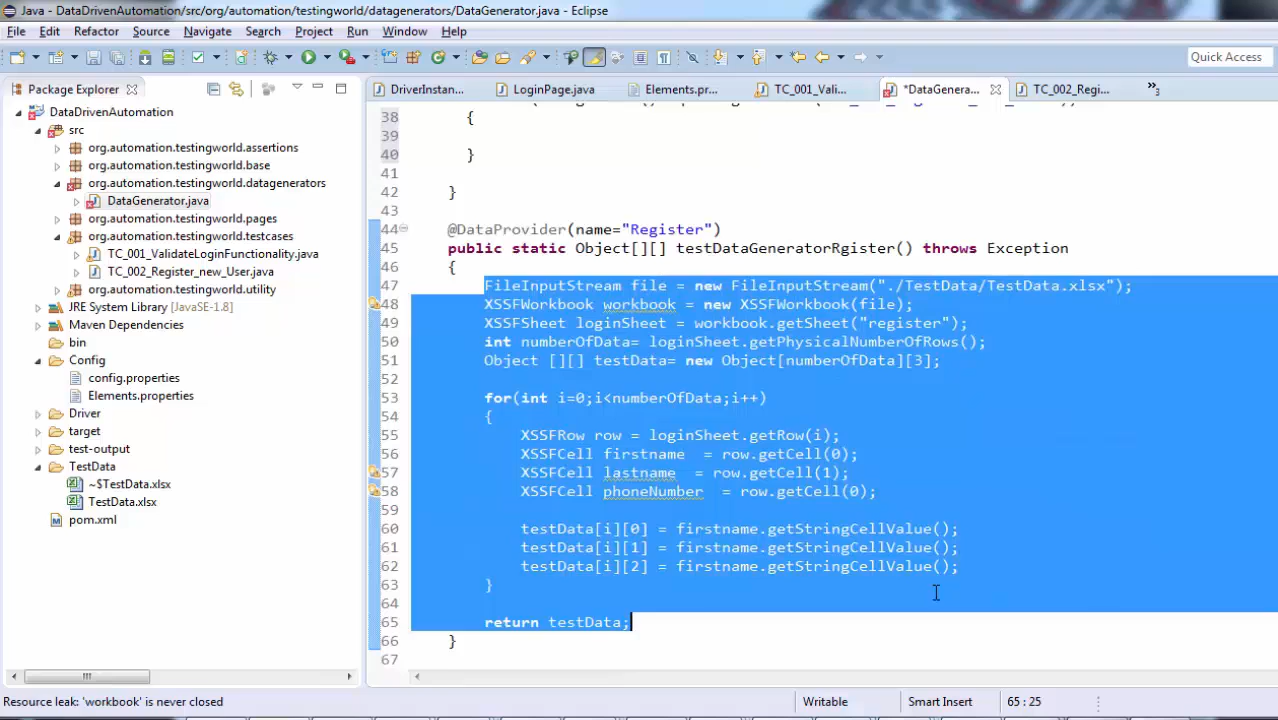 Java - DataDrivenAutomation/src/org/automation/testingworld/datagenerators/DataGenerator.java - Eclipse
File Edit Refactor Source Navigate Search Project Run Window Help
Quick Access
Package Explorer
DriverInstan... LoginPage.java Elements.pr... TC_001_Vali... *DataGenera... TC_002_Regi... »3
DataDrivenAutomation
src
org.automation.testingworld.assertions
org.automation.testingworld.base
org.automation.testingworld.datagenerators
DataGenerator.java
org.automation.testingworld.pages
org.automation.testingworld.testcases
TC_001_ValidateLoginFunctionality.java
TC_002_Register_new_User.java
org.automation.testingworld.utility
JRE System Library [JavaSE-1.8]
Maven Dependencies
bin
Config
config.properties
Elements.properties
Driver
target
test-output
TestData
~$TestData.xlsx
TestData.xlsx
pom.xml
38 {
39
40 }
41
42 }
43
44 @DataProvider(name="Register")
45 public static Object[][] testDataGeneratorRgister() throws Exception
46 {
47 FileInputStream file = new FileInputStream("./TestData/TestData.xlsx");
48 XSSFWorkbook workbook = new XSSFWorkbook(file);
49 XSSFSheet loginSheet = workbook.getSheet("register");
50 int numberOfData= loginSheet.getPhysicalNumberOfRows();
51 Object [][] testData= new Object[numberOfData][3];
52
53 for(int i=0;i<numberOfData;i++)
54 {
55 XSSFRow row = loginSheet.getRow(i);
56 XSSFCell firstname = row.getCell(0);
57 XSSFCell lastname = row.getCell(1);
58 XSSFCell phoneNumber = row.getCell(0);
59
60 testData[i][0] = firstname.getStringCellValue();
61 testData[i][1] = firstname.getStringCellValue();
62 testData[i][2] = firstname.getStringCellValue();
63 }
64
65 return testData;
66 }
67
Resource leak: 'workbook' is never closed
Writable Smart Insert 65 : 25